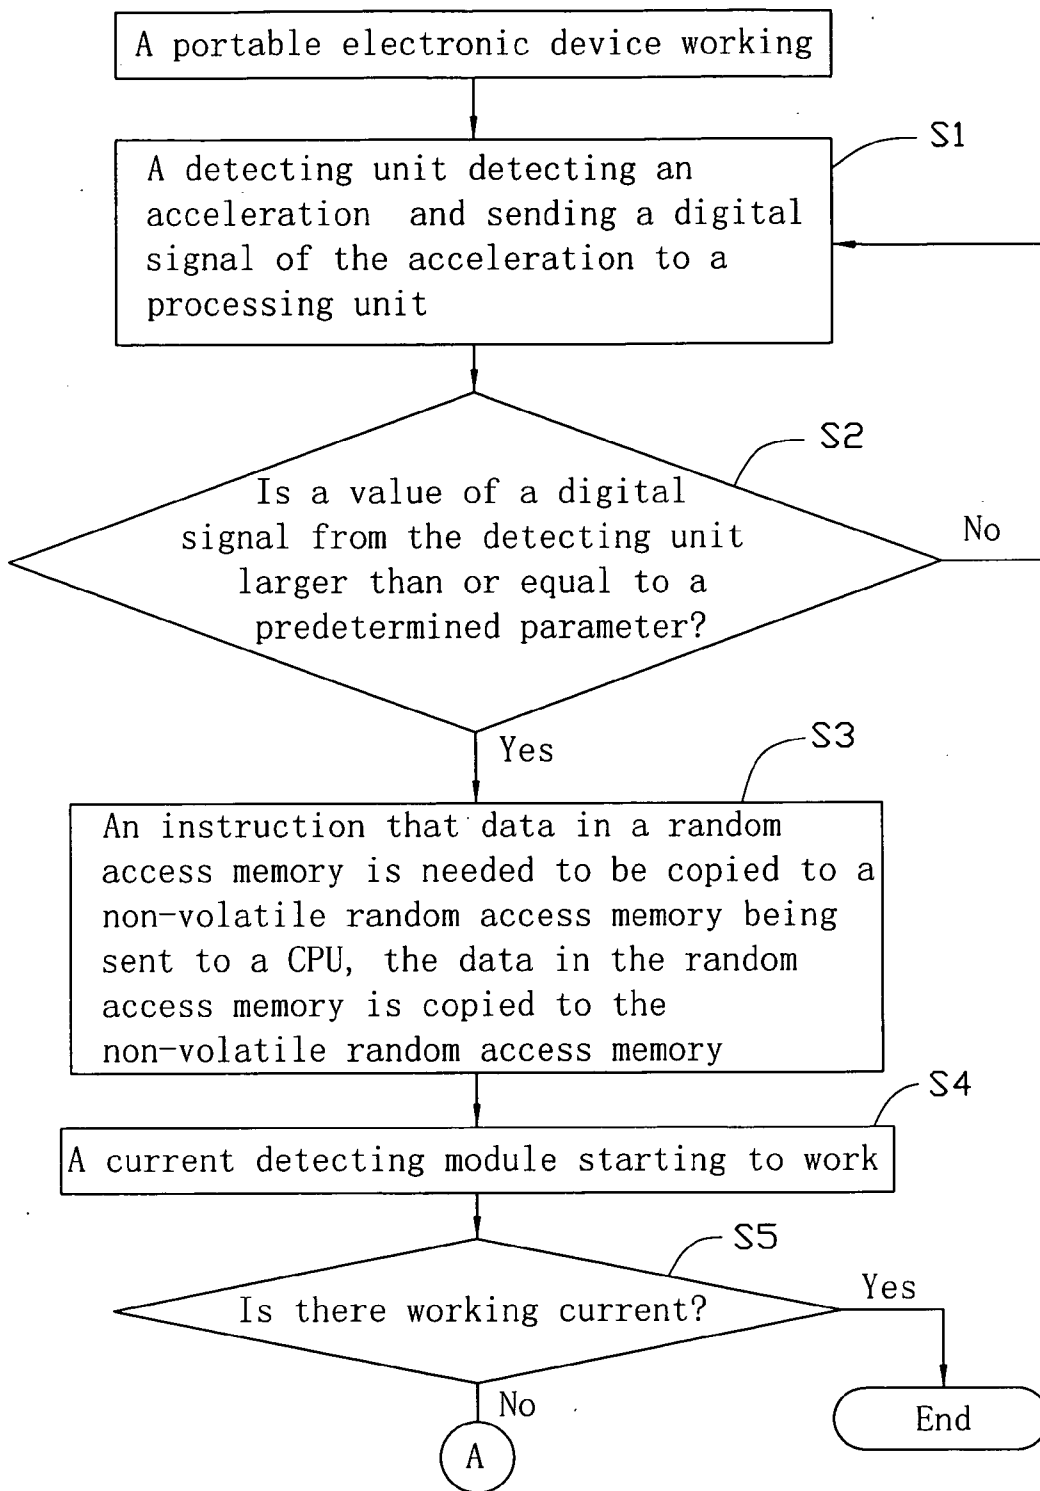 A portable electronic device working
S1
A detecting unit detecting an
acceleration and sending a digital
signal of the acceleration to a
processing unit
S2
Is a value of a digital
signal from the detecting unit
larger than or equal to a
predetermined parameter?
No
Yes
S3
An instruction that data in a random
access memory is needed to be copied to a
non-volatile random access memory being
sent to a CPU, the data in the random
access memory is copied to the
non-volatile random access memory
S4
A current detecting module starting to work
S5
Is there working current?
Yes
No
End
A